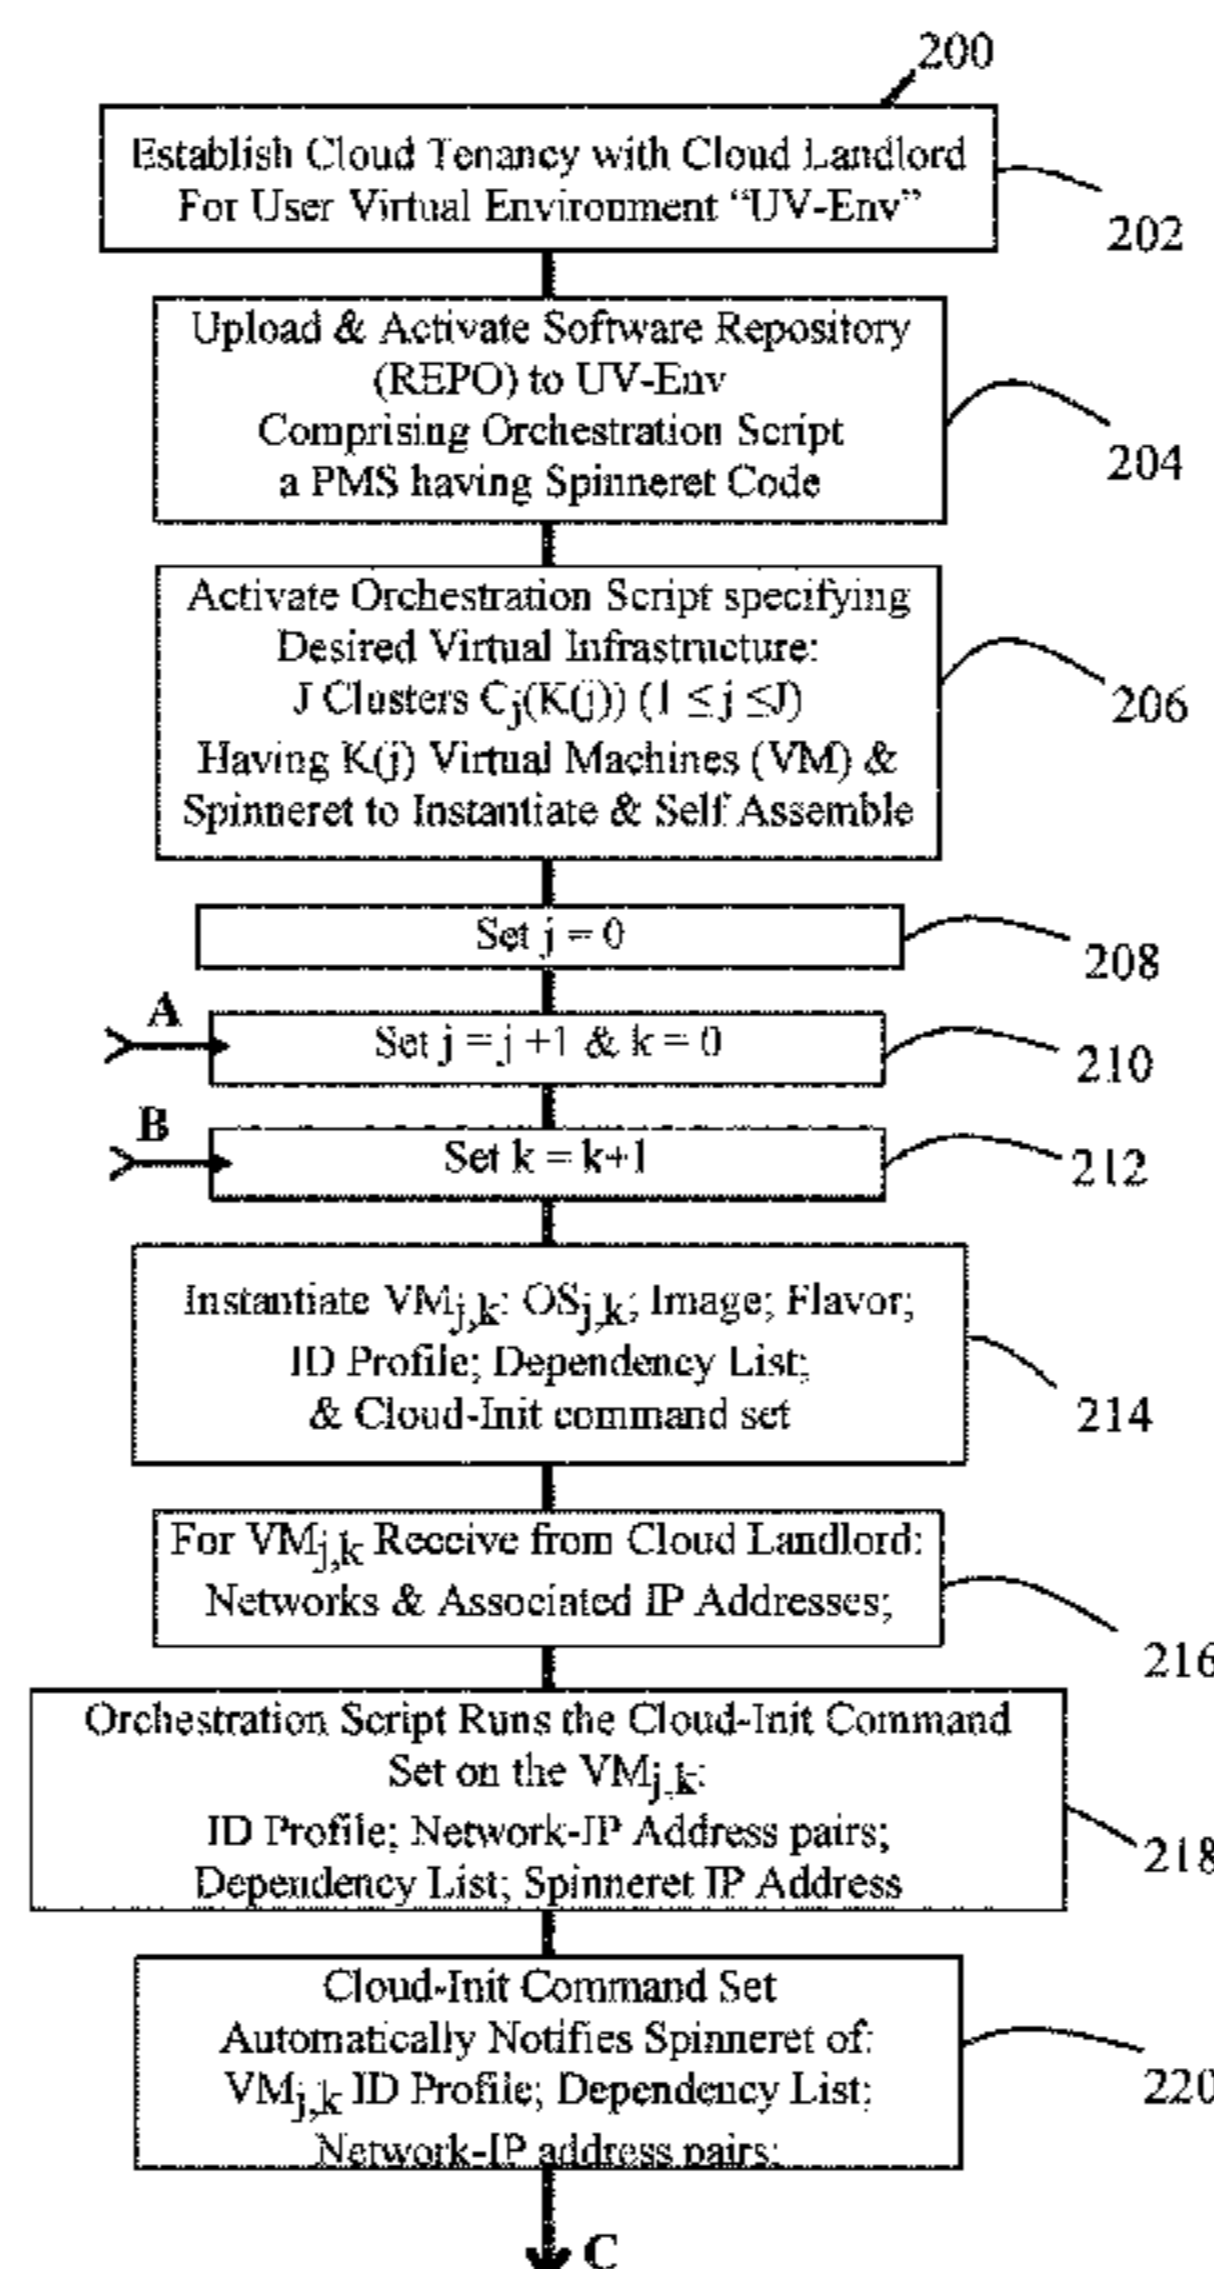 200
Establish Cloud Tenancy with Cloud Landlord
For User Virtual Environment “UV-Env”
202
Upload & Activate Software Repository
(REPO) to UV-Env
Comprising Orchestration Script
a PMS having Spinneret Code
204
Activate Orchestration Script specifying
Desired Virtual Infrastructure:
J Clusters Cj(K(j)) (1 ≤ j ≤J)
Having K(j) Virtual Machines (VM) &
Spinneret to Instantiate & Self Assemble
206
Set j = 0
208
A
Set j = j +1 & k = 0
210
B
Set k = k+1
212
Instantiate VMj,k: OSj,k; Image; Flavor;
ID Profile; Dependency List;
& Cloud-Init command set
214
For VMj,k Receive from Cloud Landlord:
Networks & Associated IP Addresses;
216
Orchestration Script Runs the Cloud-Init Command
Set on the VMj,k:
ID Profile; Network-IP Address pairs;
Dependency List; Spinneret IP Address
218
Cloud-Init Command Set
Automatically Notifies Spinneret of:
VMj,k ID Profile; Dependency List;
Network-IP address pairs;
220
C